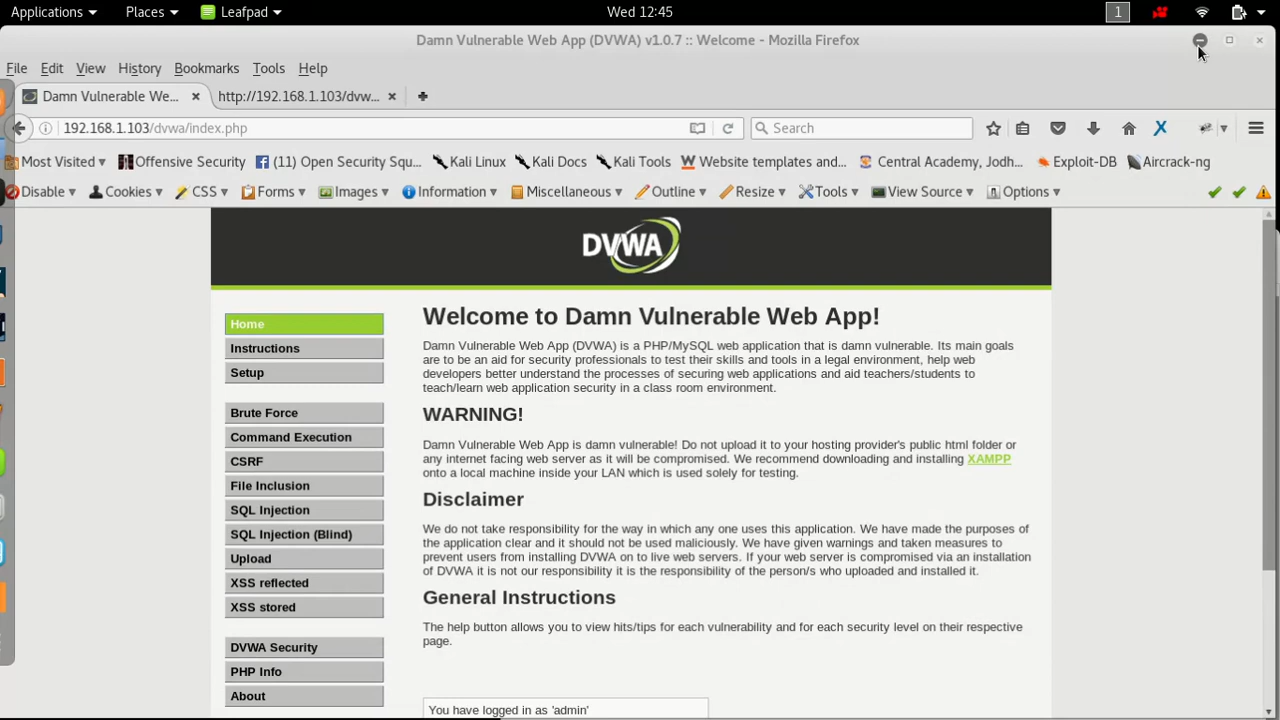 Applications Places Leafpad Wed 12:45 1
Damn Vulnerable Web App (DVWA) v1.0.7 :: Welcome - Mozilla Firefox
File Edit View History Bookmarks Tools Help
Damn Vulnerable We... http://192.168.1.103/dvw...
192.168.1.103/dvwa/index.php Search
Most Visited Offensive Security (11) Open Security Squ... Kali Linux Kali Docs Kali Tools Website templates and... Central Academy, Jodh... Exploit-DB Aircrack-ng
Disable Cookies CSS Forms Images Information Miscellaneous Outline Resize Tools View Source Options
DVWA
Home
Instructions
Setup
Brute Force
Command Execution
CSRF
File Inclusion
SQL Injection
SQL Injection (Blind)
Upload
XSS reflected
XSS stored
DVWA Security
PHP Info
About
Welcome to Damn Vulnerable Web App!
Damn Vulnerable Web App (DVWA) is a PHP/MySQL web application that is damn vulnerable. Its main goals
are to be an aid for security professionals to test their skills and tools in a legal environment, help web
developers better understand the processes of securing web applications and aid teachers/students to
teach/learn web application security in a class room environment.
WARNING!
Damn Vulnerable Web App is damn vulnerable! Do not upload it to your hosting provider's public html folder or
any internet facing web server as it will be compromised. We recommend downloading and installing XAMPP
onto a local machine inside your LAN which is used solely for testing.
Disclaimer
We do not take responsibility for the way in which any one uses this application. We have made the purposes of
the application clear and it should not be used maliciously. We have given warnings and taken measures to
prevent users from installing DVWA on to live web servers. If your web server is compromised via an installation
of DVWA it is not our responsibility it is the responsibility of the person/s who uploaded and installed it.
General Instructions
The help button allows you to view hits/tips for each vulnerability and for each security level on their respective
page.
You have logged in as 'admin'